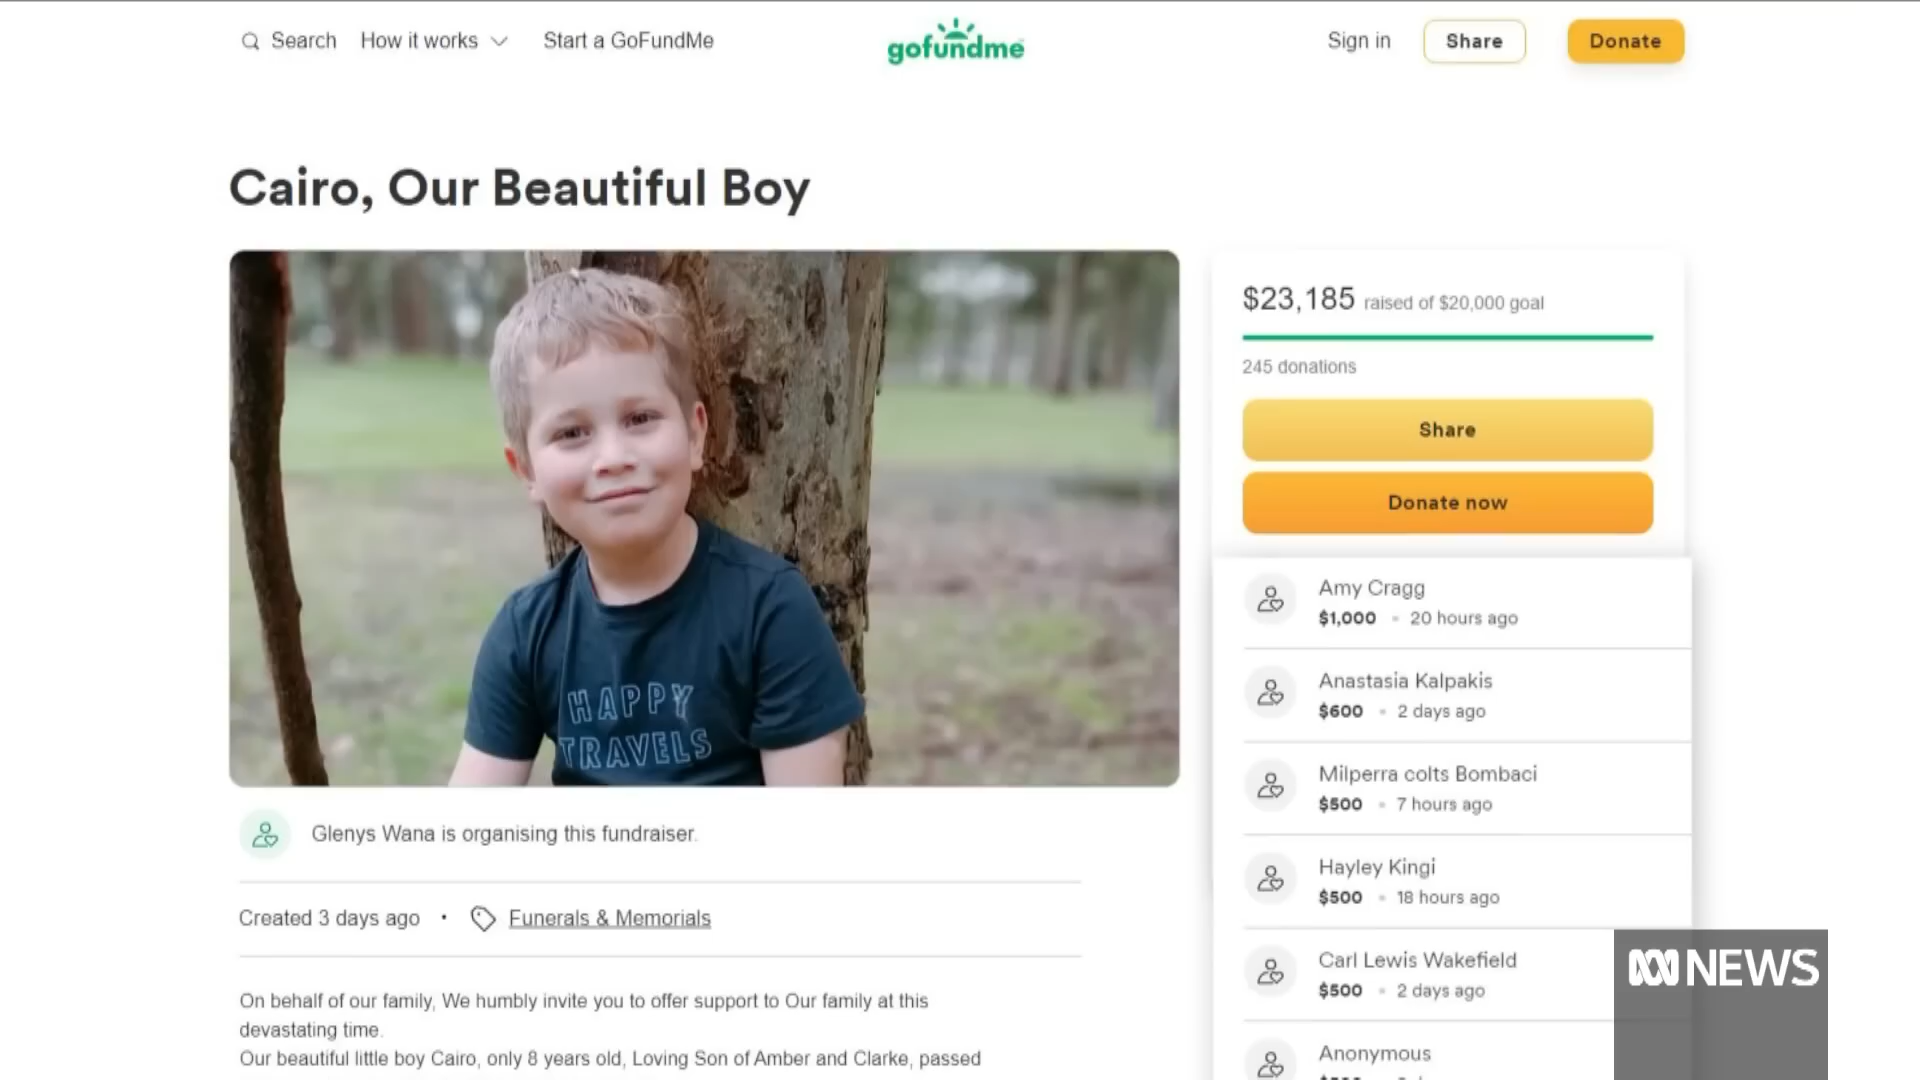 Search How it works Start a GoFundMe gofundme Sign in Share Donate
Cairo, Our Beautiful Boy
HAPPY
TRAVELS
$23,185 raised of $20,000 goal
245 donations
Share
Donate now
Amy Cragg
$1,000 • 20 hours ago
Anastasia Kalpakis
$600 • 2 days ago
Milperra colts Bombaci
$500 • 7 hours ago
Hayley Kingi
$500 • 18 hours ago
Carl Lewis Wakefield
$500 • 2 days ago
Anonymous
Glenys Wana is organising this fundraiser.
Created 3 days ago • Funerals & Memorials
On behalf of our family, We humbly invite you to offer support to Our family at this
devastating time.
Our beautiful little boy Cairo, only 8 years old, Loving Son of Amber and Clarke, passed
NEWS